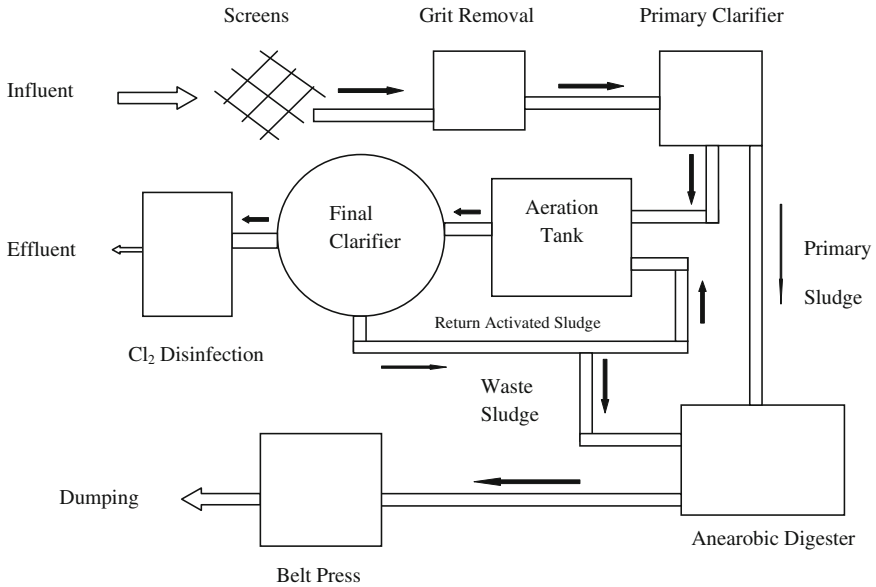 Screens
Grit Removal
Primary Clarifier
Influent
Final
Clarifier
Aeration
Tank
Effluent
Primary
Sludge
Return Activated Sludge
Cl₂ Disinfection
Waste
Sludge
Dumping
Anearobic Digester
Belt Press